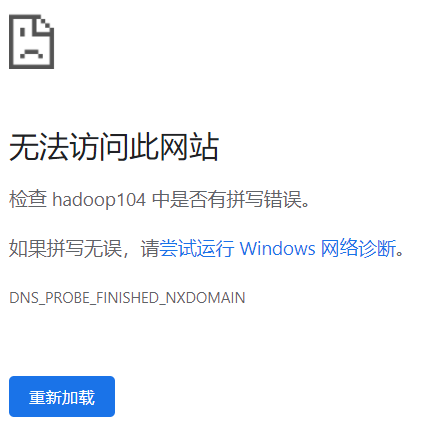 无法访问此网站
检查 hadoop104 中是否有拼写错误。
如果拼写无误，请尝试运行 Windows 网络诊断。
DNS_PROBE_FINISHED_NXDOMAIN
重新加载